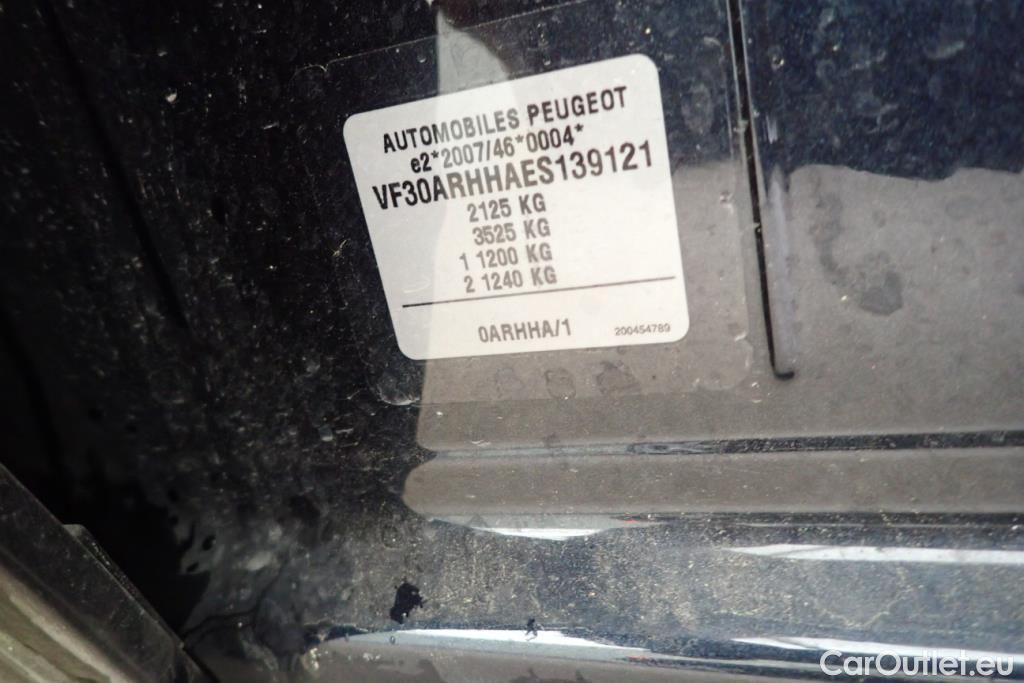 AUTOMOBILES PEUGEOT
e2*2007/46*0004*
VF30ARHHAES139121
2125 KG
3525 KG
1 1200 KG
2 1240 KG
0ARHHA/1
200454789
CarOutlet.eu